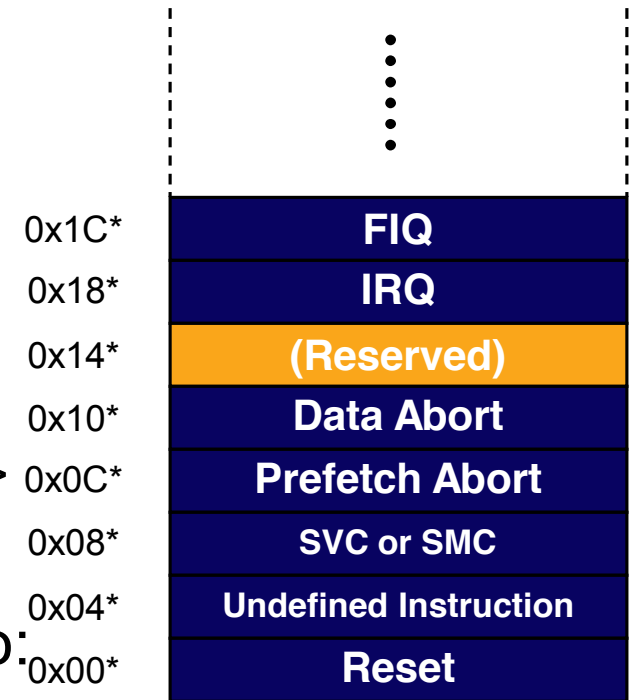 0x1C* FIQ
0x18* IRQ
0x14* (Reserved)
0x10* Data Abort
> 0x0C* Prefetch Abort
0x08* SVC or SMC
0x04* Undefined Instruction
: 0x00* Reset